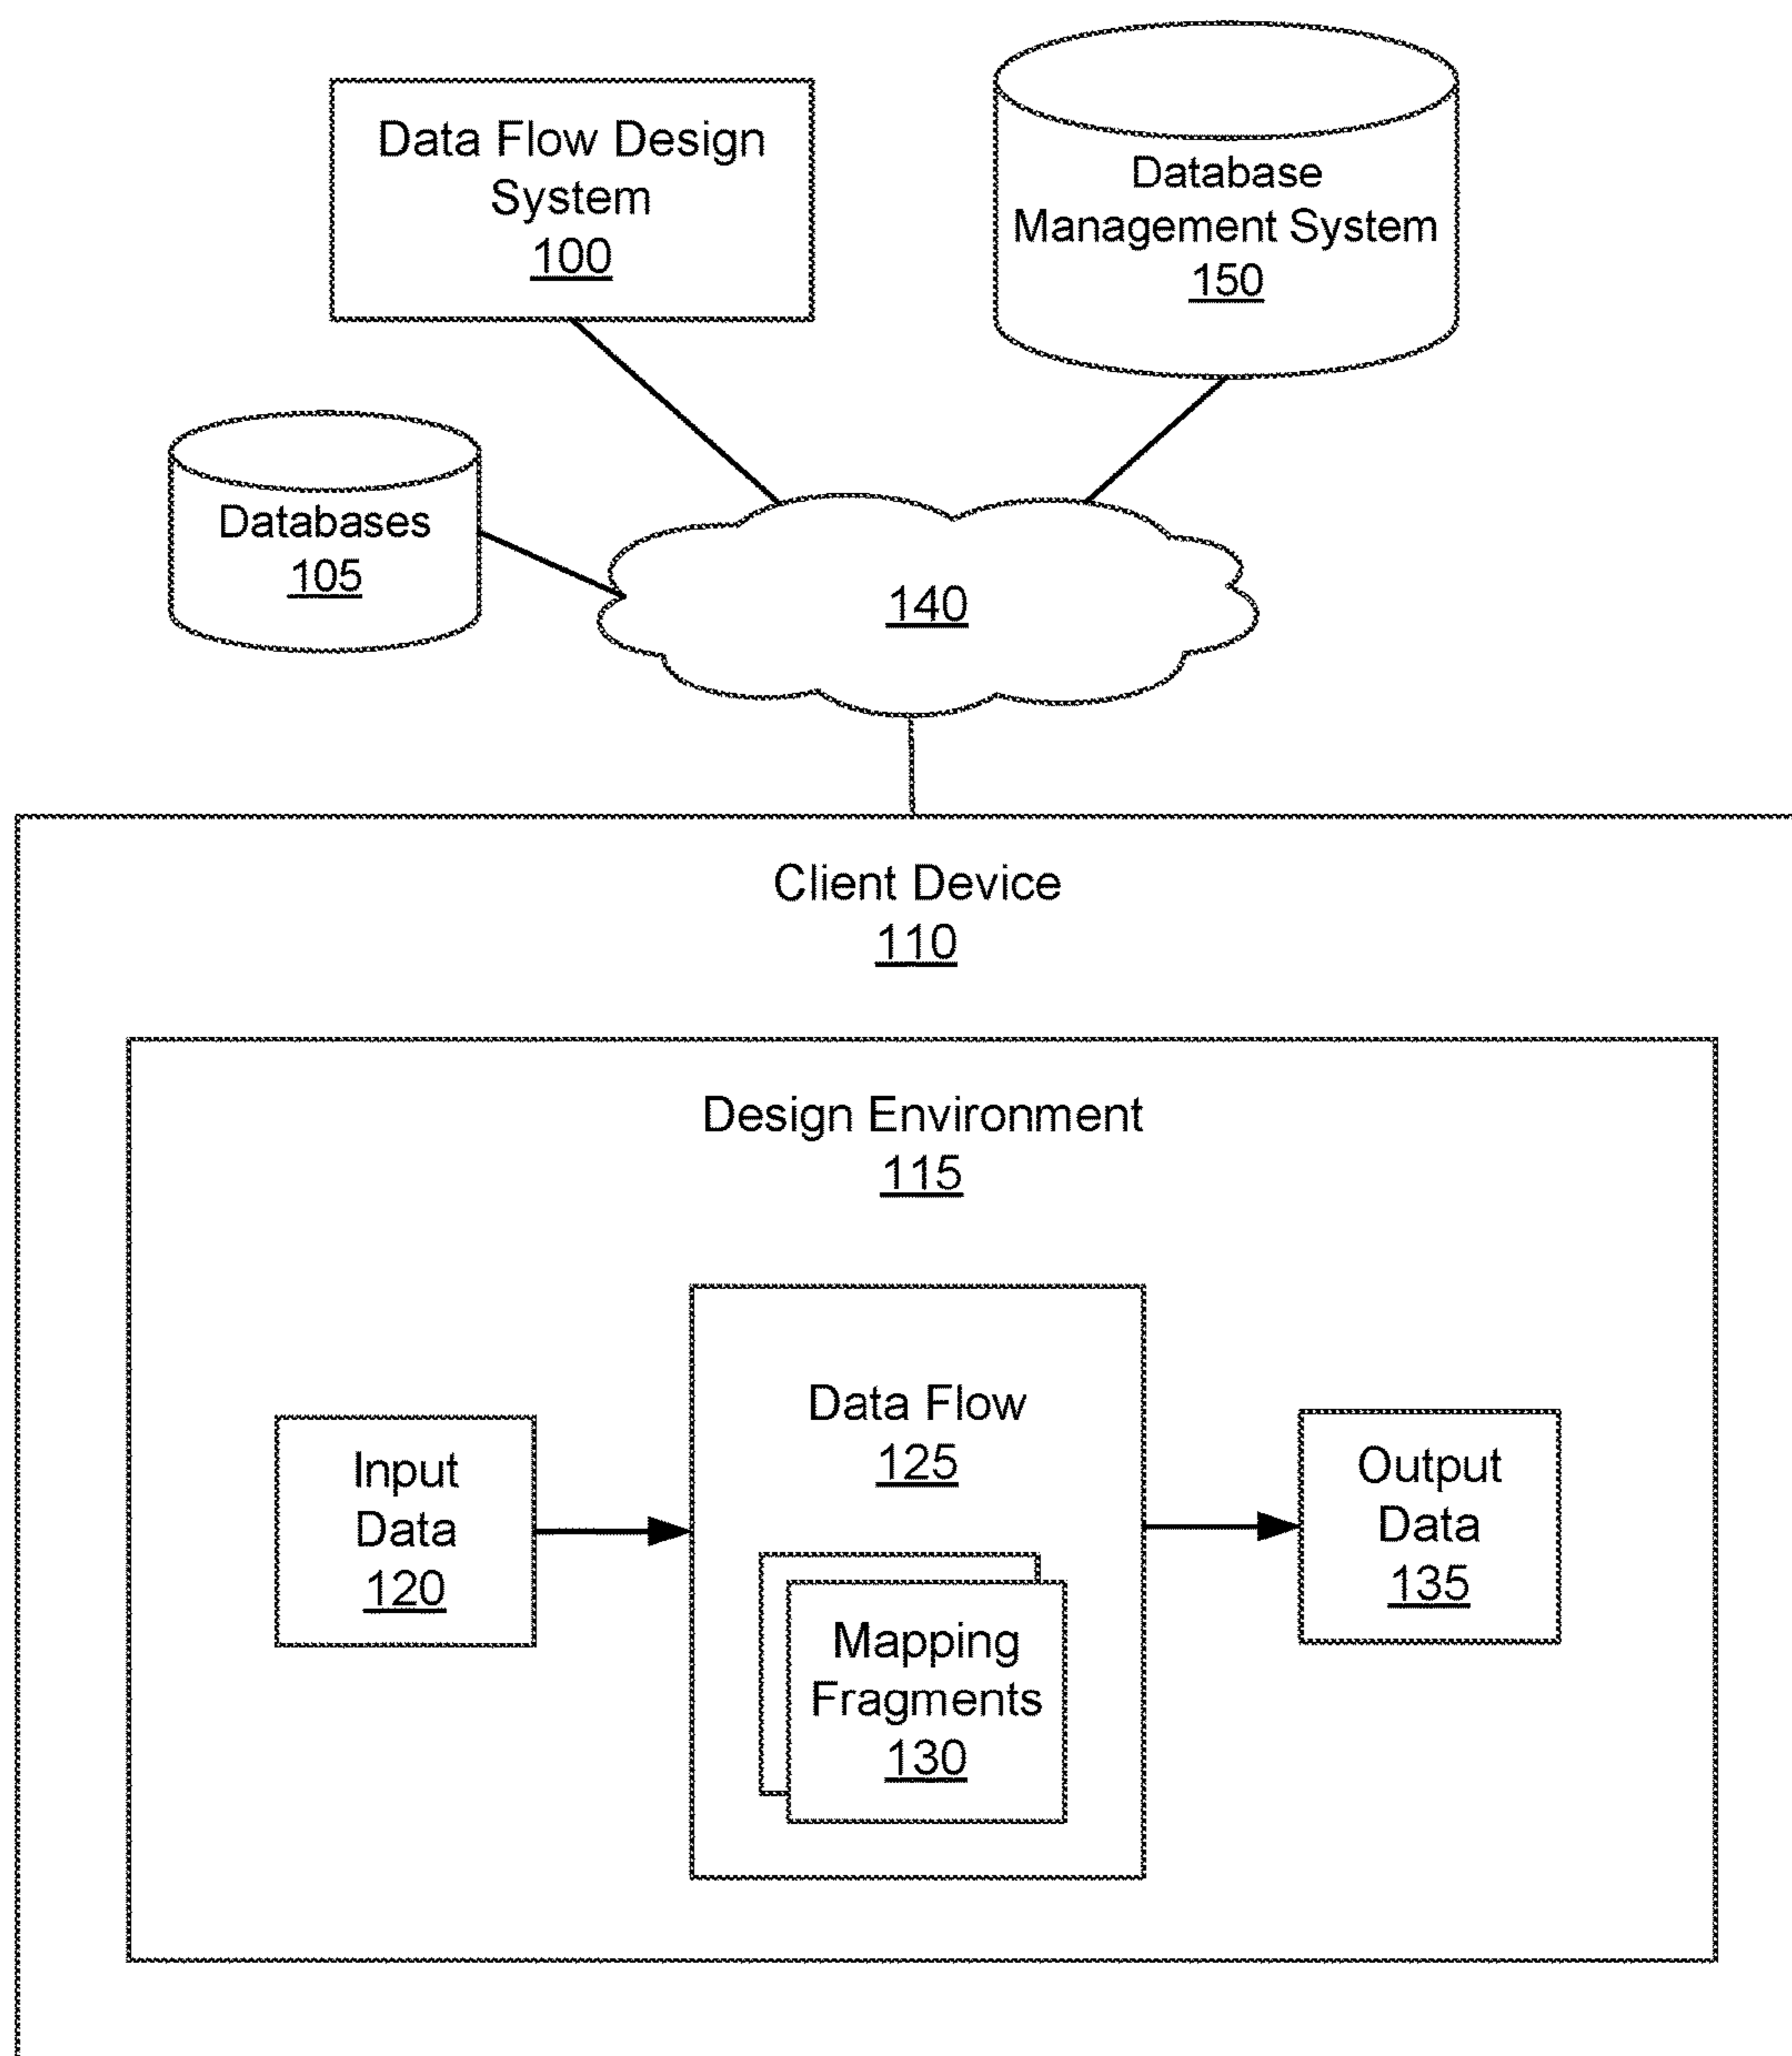 Data Flow Design
System
100
Database
Management System
150
Databases
105
140
Client Device
110
Design Environment
115
Input
Data
120
Data Flow
125
Mapping
Fragments
130
Output
Data
135